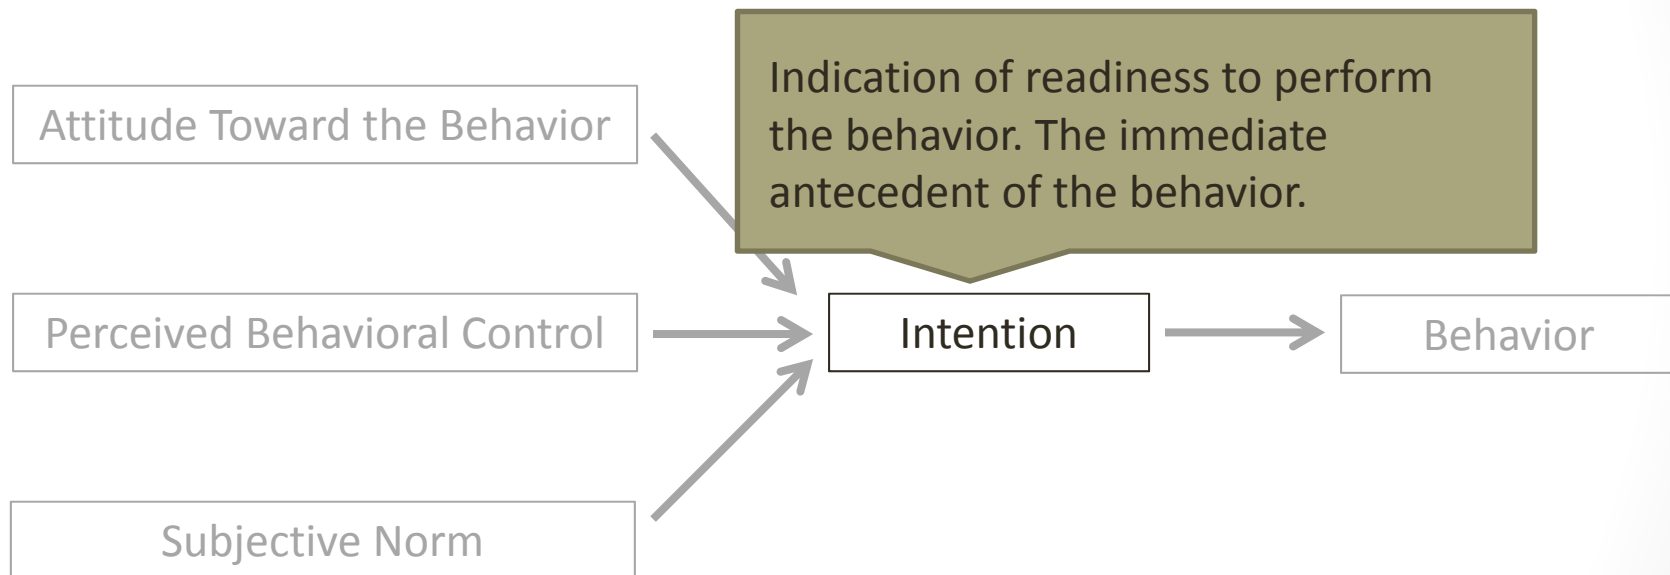 Indication of readiness to perform
the behavior. The immediate
antecedent of the behavior.
Attitude Toward the Behavior
Perceived Behavioral Control
Intention
Behavior
Subjective Norm